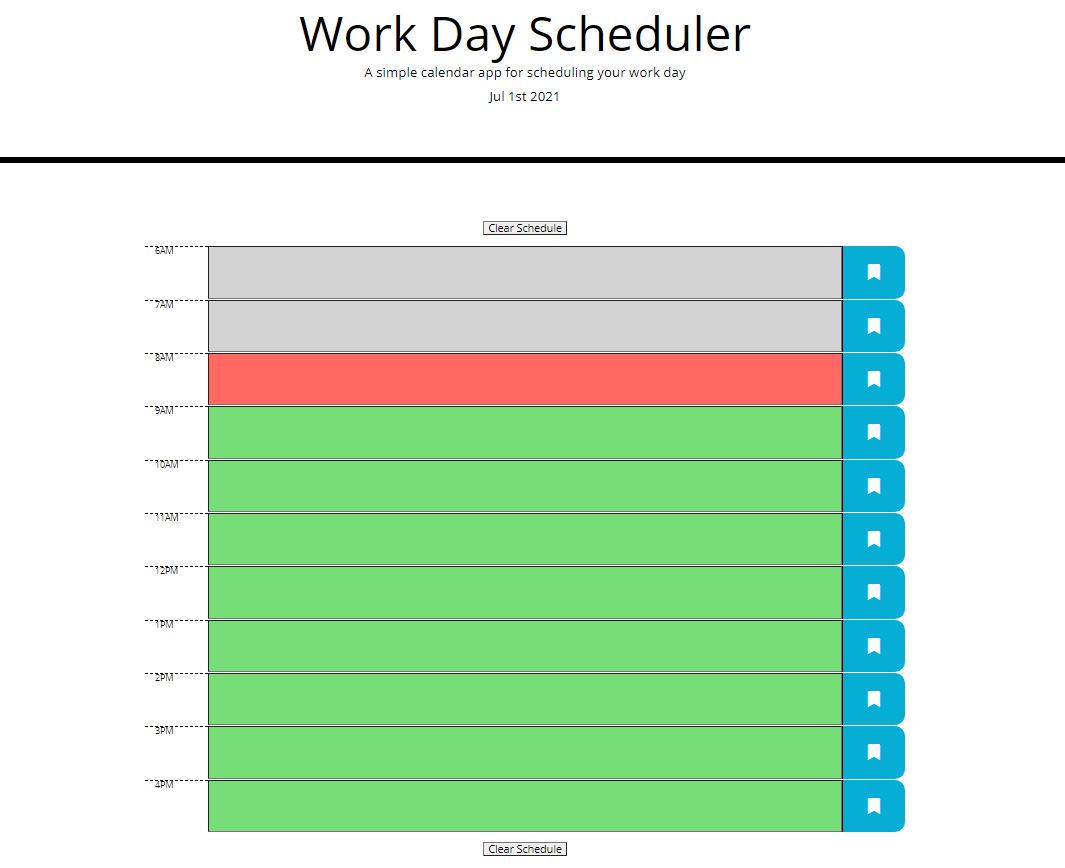 Work Day Scheduler
A simple calendar app for scheduling your work day
Jul 1st 2021
Clear Schedule
6AM
7AM
8AM
9AM
10AM
11AM
12PM
1PM
2PM
3PM
4PM
Clear Schedule